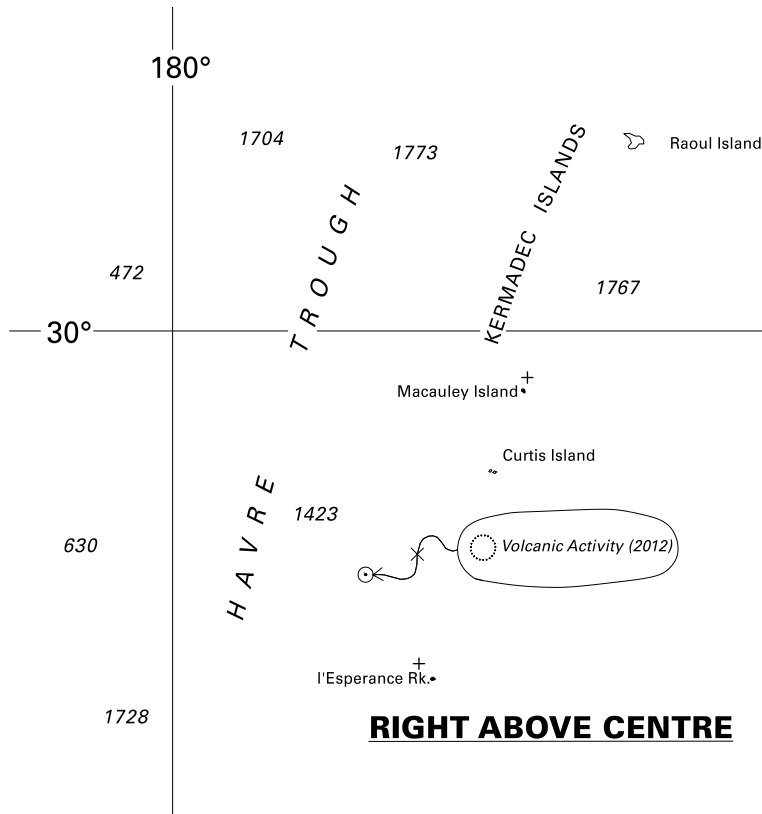 180°
1704
1773
Raoul Island
KERMADEC ISLANDS
472
1767
HAVRE TROUGH
30°
Macauley Island
Curtis Island
1423
630
Volcanic Activity (2012)
l'Esperance Rk.
1728
RIGHT ABOVE CENTRE